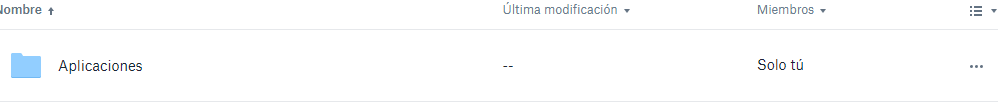 Nombre Última modificación Miembros
Aplicaciones -- Solo tú